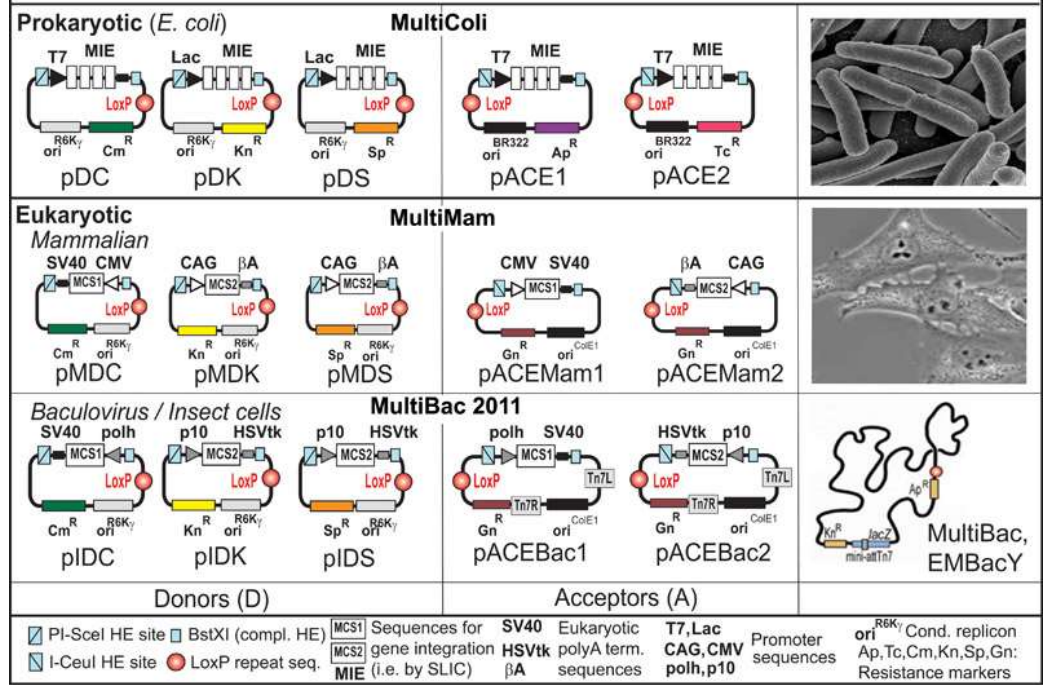 Prokaryotic (E. coli) MultiColi
T7 MIE Lac MIE Lac MIE T7 MIE T7 MIE
LoxP LoxP LoxP LoxP LoxP
ori R6Kγ Cm R ori R6Kγ Kn R ori R6Kγ Sp R ori BR322 Ap R ori BR322 Tc R
pDC pDK pDS pACE1 pACE2
Eukaryotic MultiMam
Mammalian
SV40 CMV CAG βA CAG βA CMV SV40 βA CAG
MCS1 MCS2 MCS2 MCS1 MCS2
LoxP LoxP LoxP LoxP LoxP
Cm R ori R6Kγ Kn R ori R6Kγ Sp R ori R6Kγ Gn R ori ColE1 Gn R ori ColE1
pMDC pMDK pMDS pACEMam1 pACEMam2
Baculovirus / Insect cells MultiBac 2011
SV40 polh p10 HSVtk p10 HSVtk polh SV40 HSVtk p10
MCS1 MCS2 MCS2 MCS1 MCS2
LoxP LoxP LoxP LoxP Tn7L LoxP Tn7L
Cm R ori R6Kγ Kn R ori R6Kγ Sp R ori R6Kγ Gn R Tn7R ori ColE1 Gn R Tn7R ori ColE1
pIDC pIDK pIDS pACEBac1 pACEBac2
Ap R
Kn R lacZ
mini-attTn7
MultiBac,
EMBacY
Donors (D) Acceptors (A)
PI-SceI HE site BstXI (compl. HE) MCS1 Sequences for SV40 Eukaryotic T7,Lac Promoter ori R6Kγ Cond. replicon
MCS2 gene integration HSVtk polyA term. CAG,CMV sequences Ap,Tc,Cm,Kn,Sp,Gn:
I-CeuI HE site LoxP repeat seq. MIE (i.e. by SLIC) βA sequences polh,p10 Resistance markers